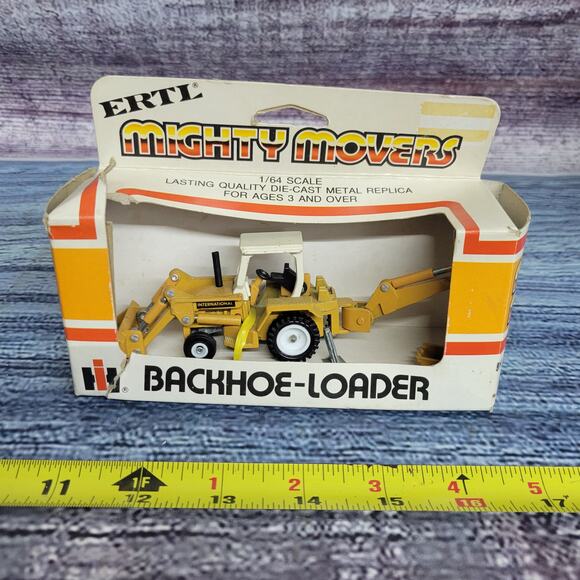 ERTL®
MIGHTY MOVERS
1/64 SCALE
LASTING QUALITY DIE-CAST METAL REPLICA
FOR AGES 3 AND OVER
INTERNATIONAL
IH® BACKHOE-LOADER
11 1F 1 2 3 4 5
12 13 14 15 16 17